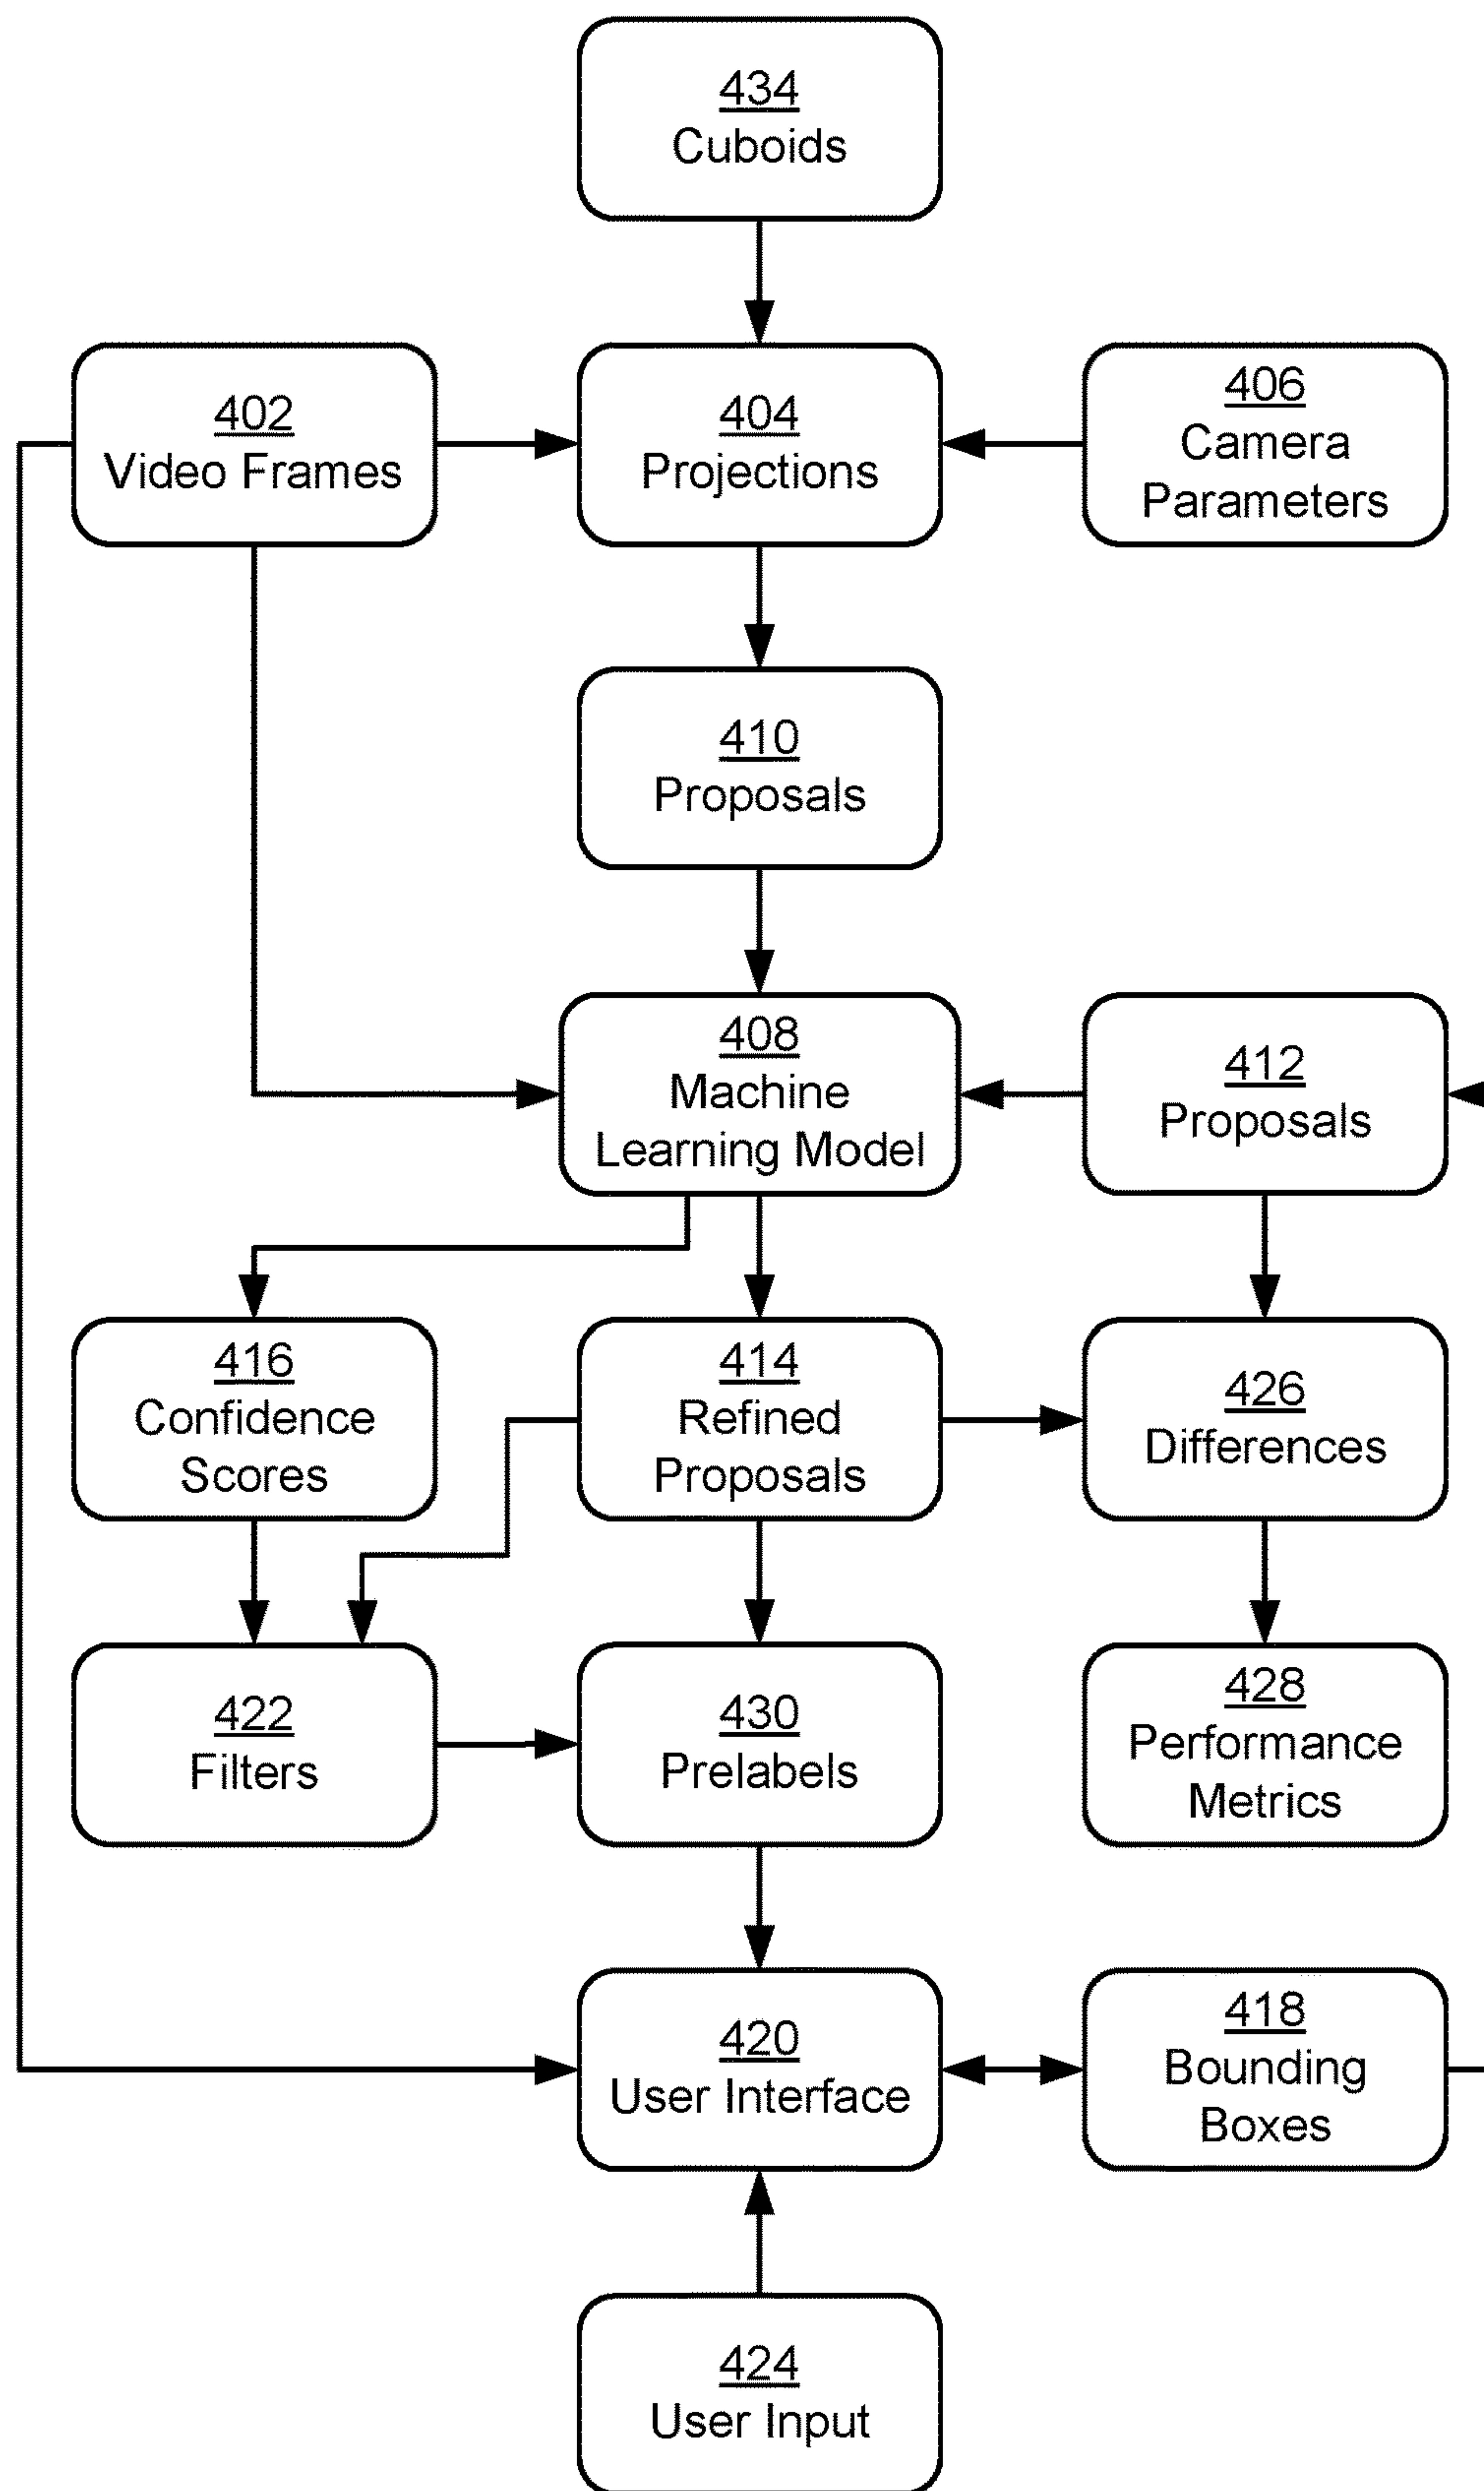 434
Cuboids
402
Video Frames
404
Projections
406
Camera
Parameters
410
Proposals
408
Machine
Learning Model
412
Proposals
416
Confidence
Scores
414
Refined
Proposals
426
Differences
422
Filters
430
Prelabels
428
Performance
Metrics
420
User Interface
418
Bounding
Boxes
424
User Input